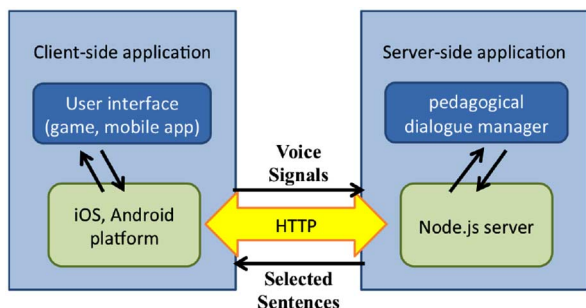 Client-side application
User interface
(game, mobile app)
iOS, Android
platform
Voice
Signals
HTTP
Selected
Sentences
Server-side application
pedagogical
dialogue manager
Node.js server